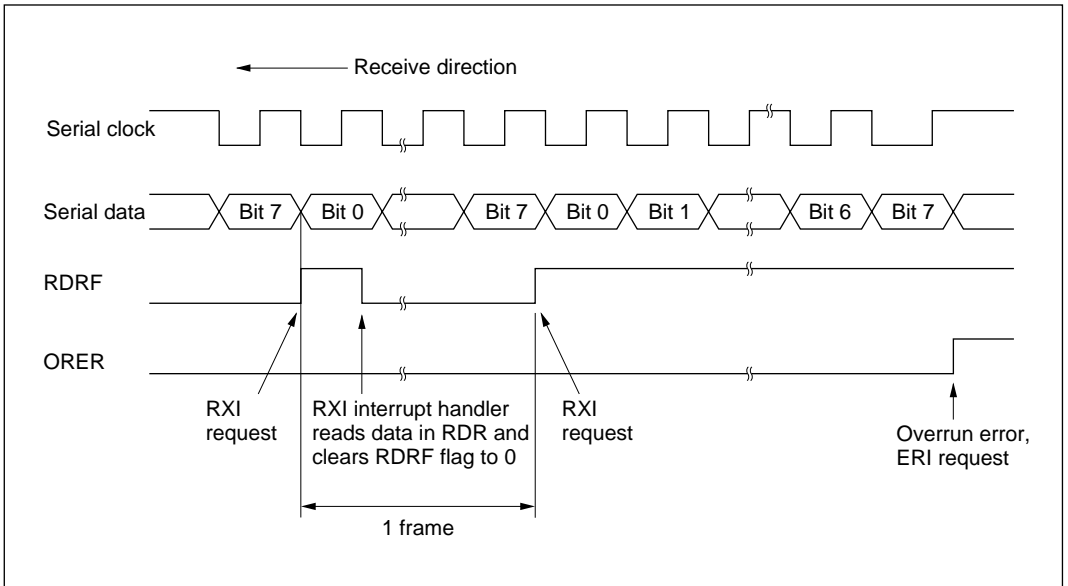 Receive direction
Serial clock
Serial data
Bit 7
Bit 0
Bit 7
Bit 0
Bit 1
Bit 6
Bit 7
RDRF
ORER
RXI
request
RXI interrupt handler
reads data in RDR and
clears RDRF flag to 0
RXI
request
Overrun error,
ERI request
1 frame